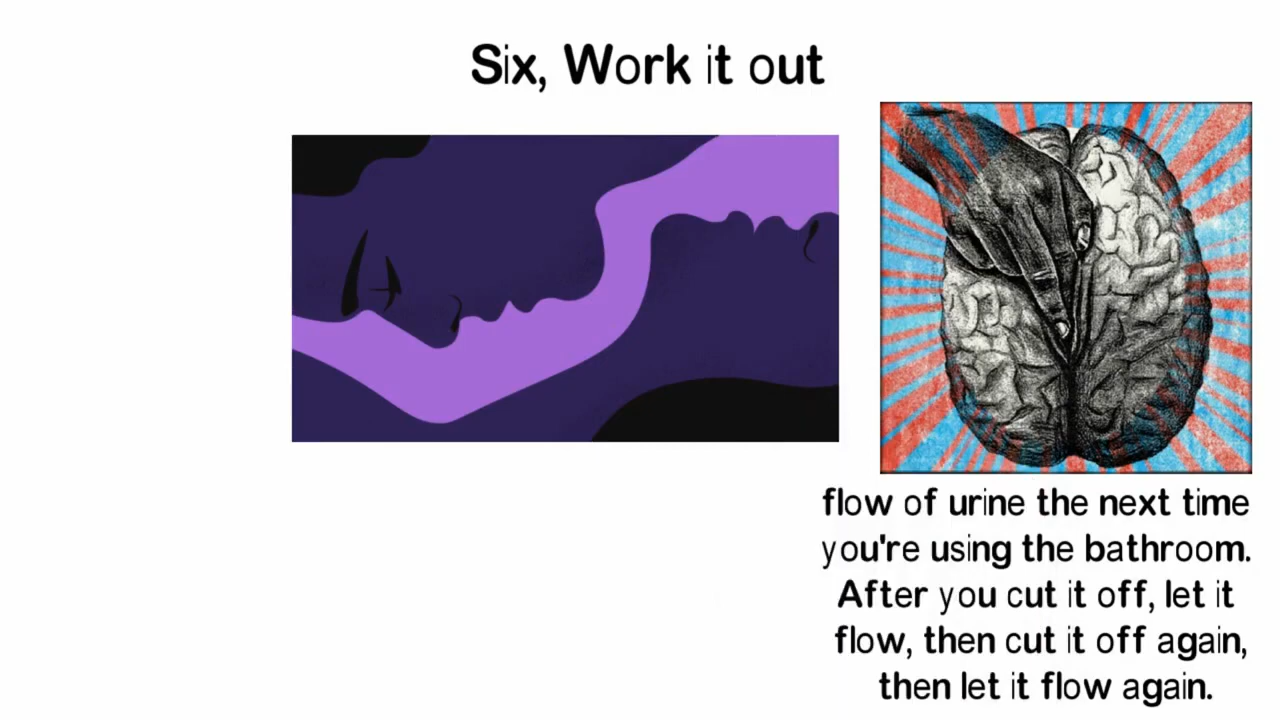 Six, Work it out
flow of urine the next time
you're using the bathroom.
After you cut it off, let it
flow, then cut it off again,
then let it flow again.